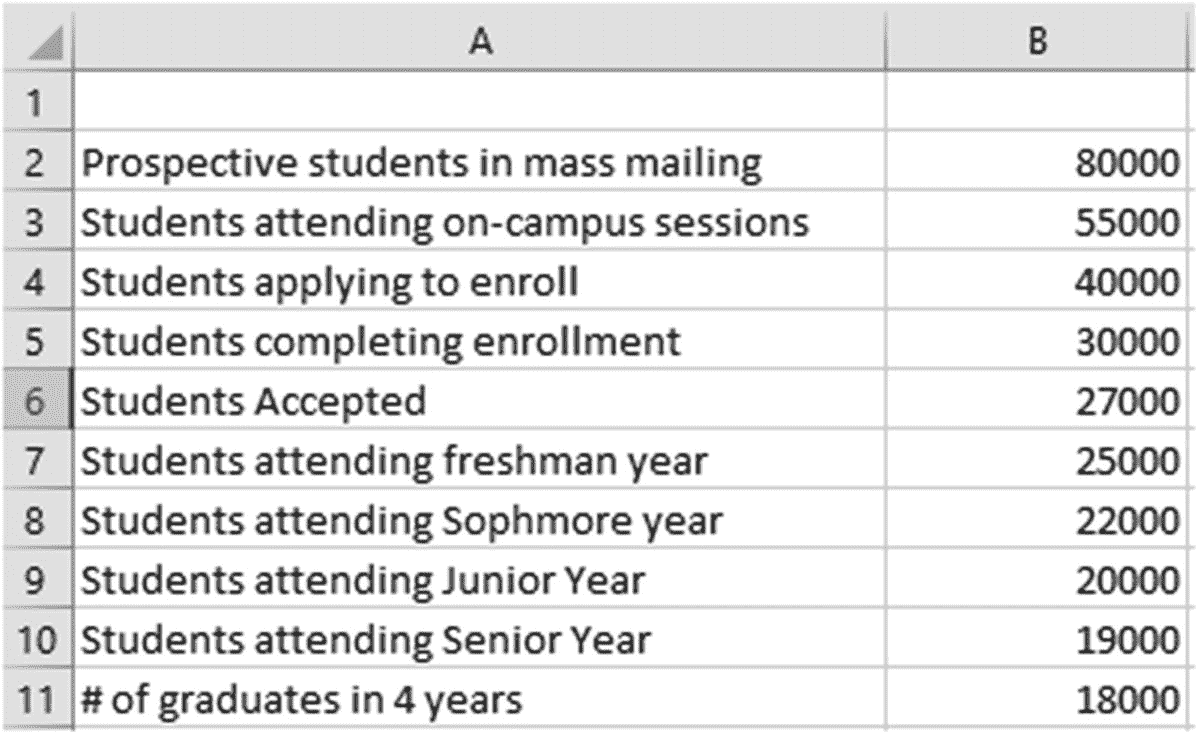 A B
1
2 Prospective students in mass mailing 80000
3 Students attending on-campus sessions 55000
4 Students applying to enroll 40000
5 Students completing enrollment 30000
6 Students Accepted 27000
7 Students attending freshman year 25000
8 Students attending Sophmore year 22000
9 Students attending Junior Year 20000
10 Students attending Senior Year 19000
11 # of graduates in 4 years 18000